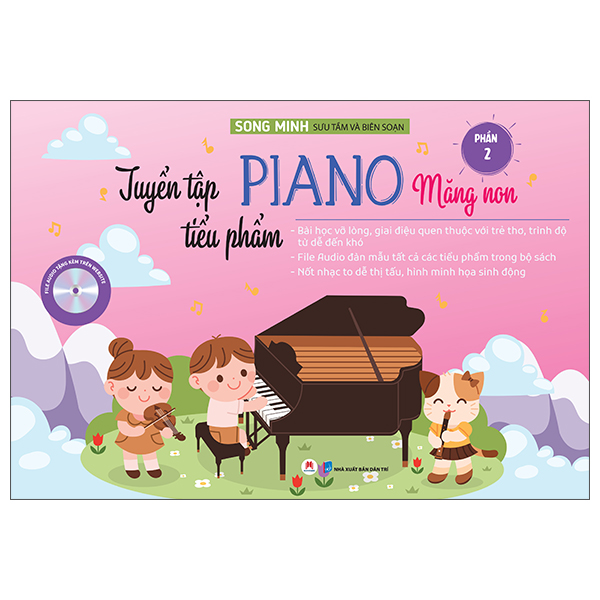 SONG MINH SƯU TẦM VÀ BIÊN SOẠN
PHẦN
2
Tuyển tập
tiểu phẩm
PIANO
Măng non
- Bài học vỡ lòng, giai điệu quen thuộc với trẻ thơ, trình độ
từ dễ đến khó
- File Audio đàn mẫu tất cả các tiểu phẩm trong bộ sách
- Nốt nhạc to dễ thị tấu, hình minh họa sinh động
FILE AUDIO TẶNG KÈM TRÊN WEBSITE
NHÀ XUẤT BẢN DÂN TRÍ